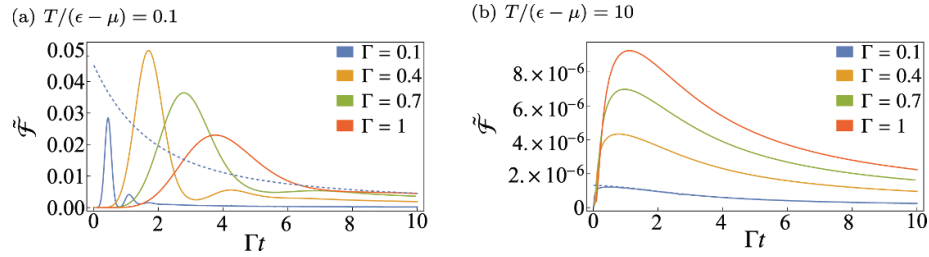 (a) T/(ϵ − μ) = 0.1
0.05
0.04
0.03
0.02
0.01
0.00
ℱ̃
0 2 4 6 8 10
Γt
Γ = 0.1
Γ = 0.4
Γ = 0.7
Γ = 1
(b) T/(ϵ − μ) = 10
8. × 10⁻⁶
6. × 10⁻⁶
4. × 10⁻⁶
2. × 10⁻⁶
0
ℱ̃
0 2 4 6 8 10
Γt
Γ = 0.1
Γ = 0.4
Γ = 0.7
Γ = 1